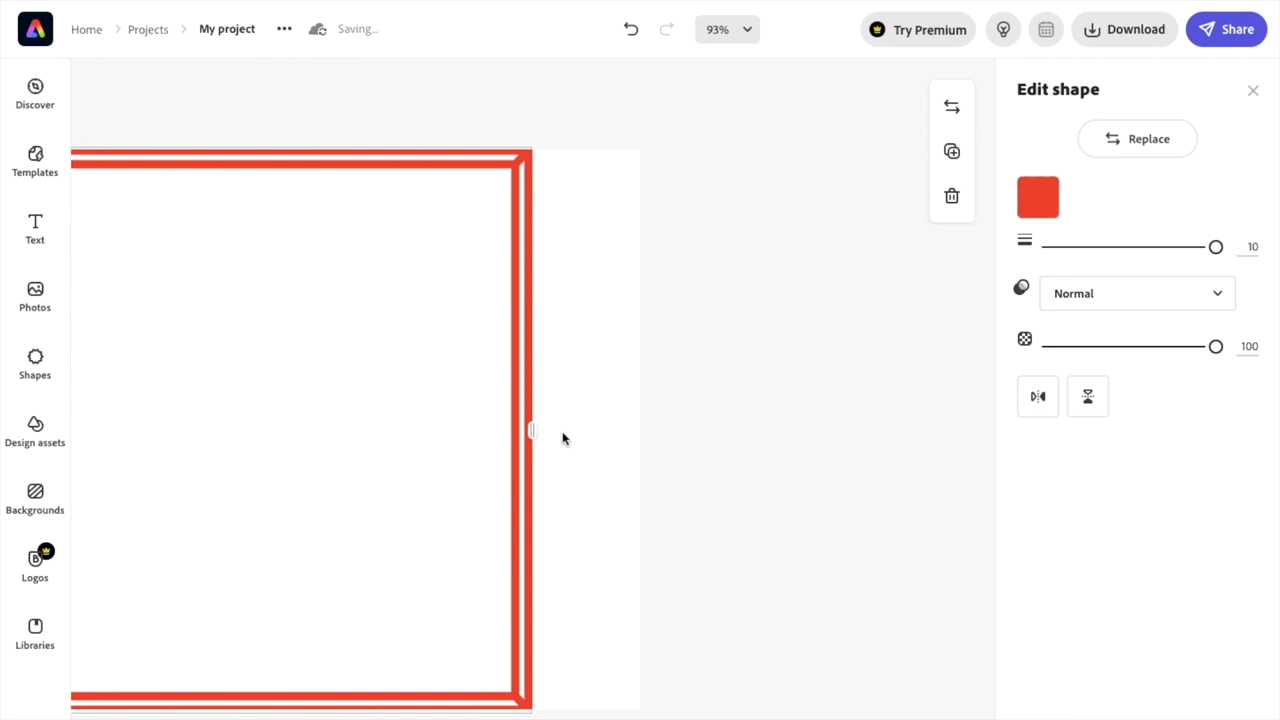 Home
Projects
My project
Saving...
93%
Try Premium
Download
Share
Discover
Templates
Text
Photos
Shapes
Design assets
Backgrounds
B
Logos
Libraries
Edit shape
Replace
10
Normal
100